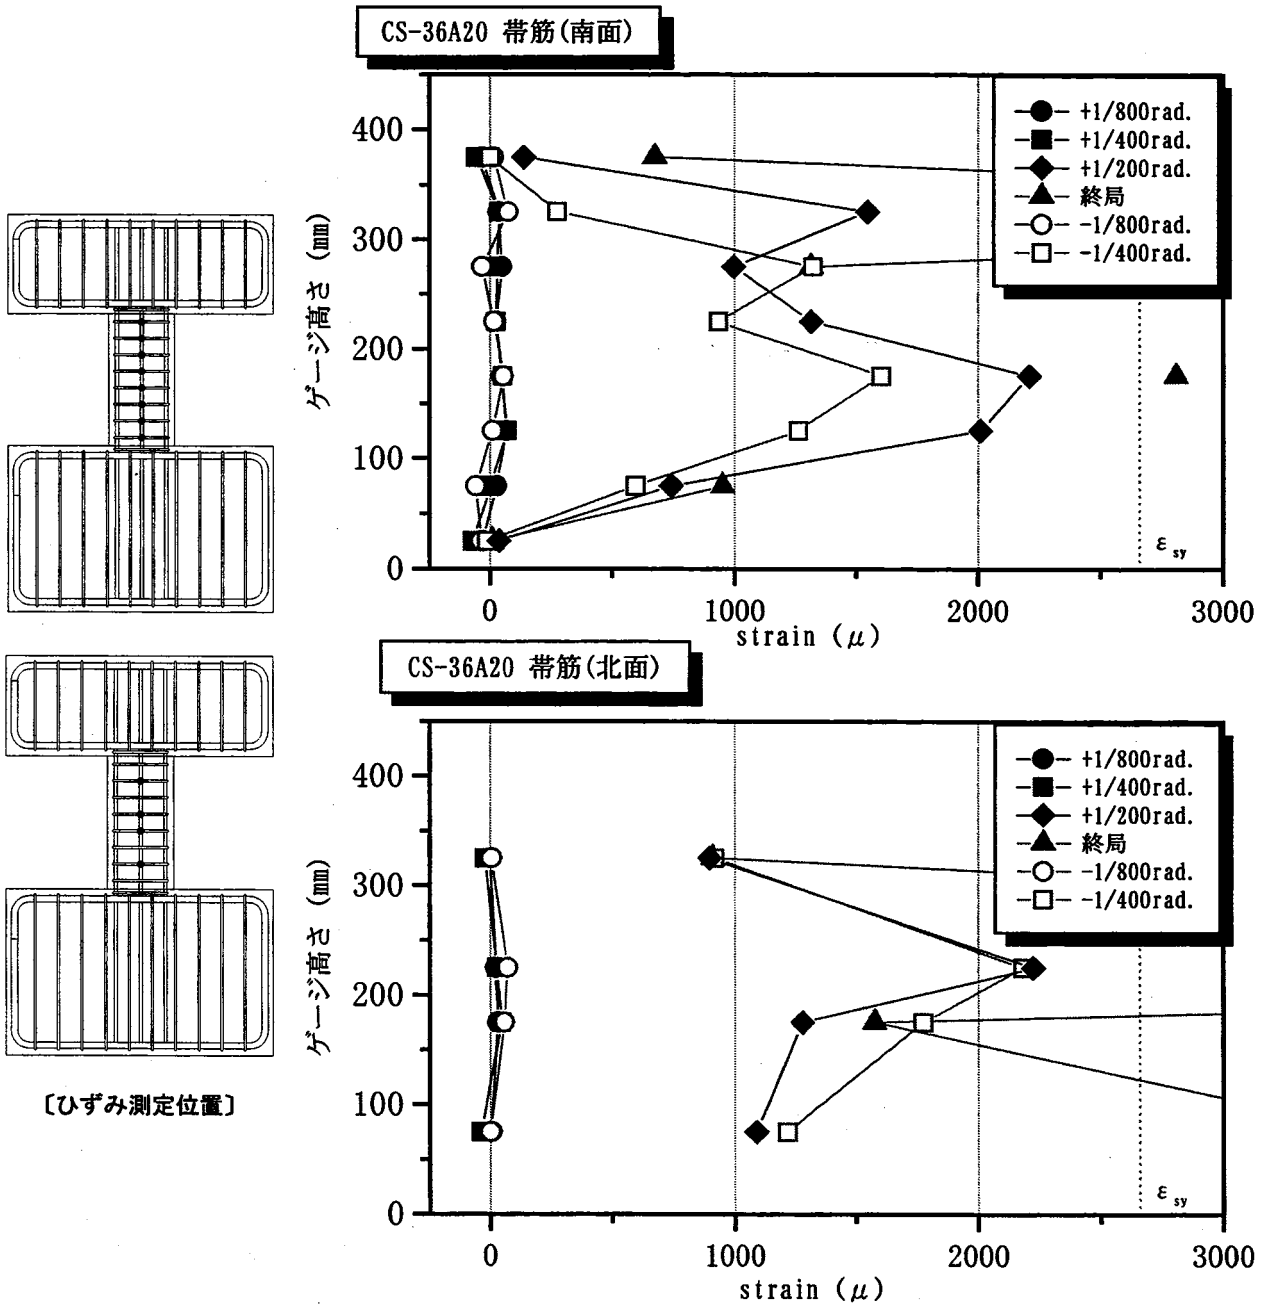 CS-36A20 帯筋(南面)
ゲージ高さ (mm)
400
300
200
100
0
+1/800rad.
+1/400rad.
+1/200rad.
終局
-1/800rad.
-1/400rad.
ε sy
0 1000 2000 3000
strain (μ)
CS-36A20 帯筋(北面)
ゲージ高さ (mm)
400
300
200
100
0
+1/800rad.
+1/400rad.
+1/200rad.
終局
-1/800rad.
-1/400rad.
ε sy
0 1000 2000 3000
strain (μ)
〔ひずみ測定位置〕